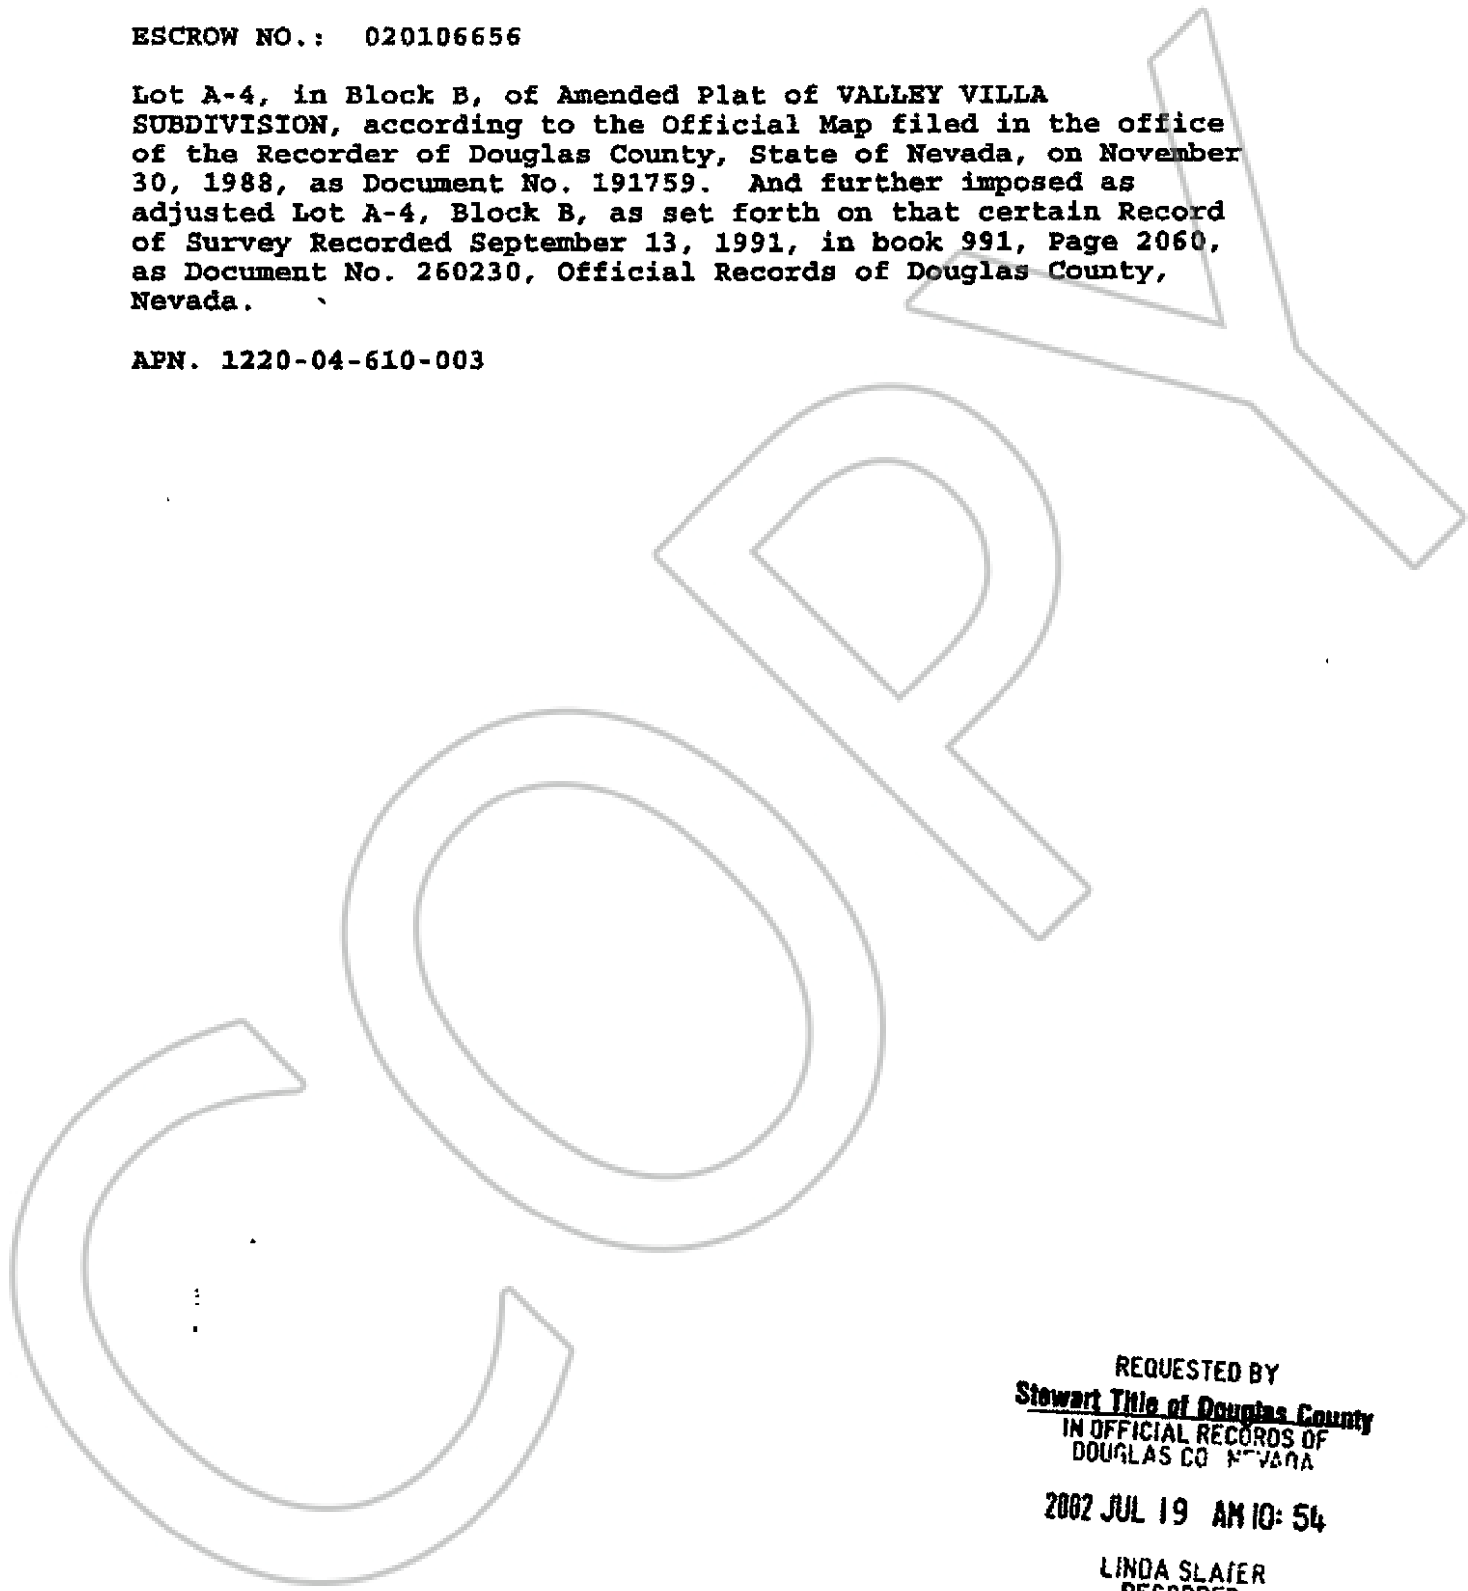 ESCROW NO.: 020106656
Lot A-4, in Block B, of Amended Plat of VALLEY VILLA
SUBDIVISION, according to the Official Map filed in the office
of the Recorder of Douglas County, State of Nevada, on November
30, 1988, as Document No. 191759. And further imposed as
adjusted Lot A-4, Block B, as set forth on that certain Record
of Survey Recorded September 13, 1991, in book 991, Page 2060,
as Document No. 260230, Official Records of Douglas County,
Nevada.
APN. 1220-04-610-003
COPY
REQUESTED BY
Stewart Title of Douglas County
IN OFFICIAL RECORDS OF
DOUGLAS CO NEVADA
2002 JUL 19 AM 10: 54
LINDA SLATER
RECORDER